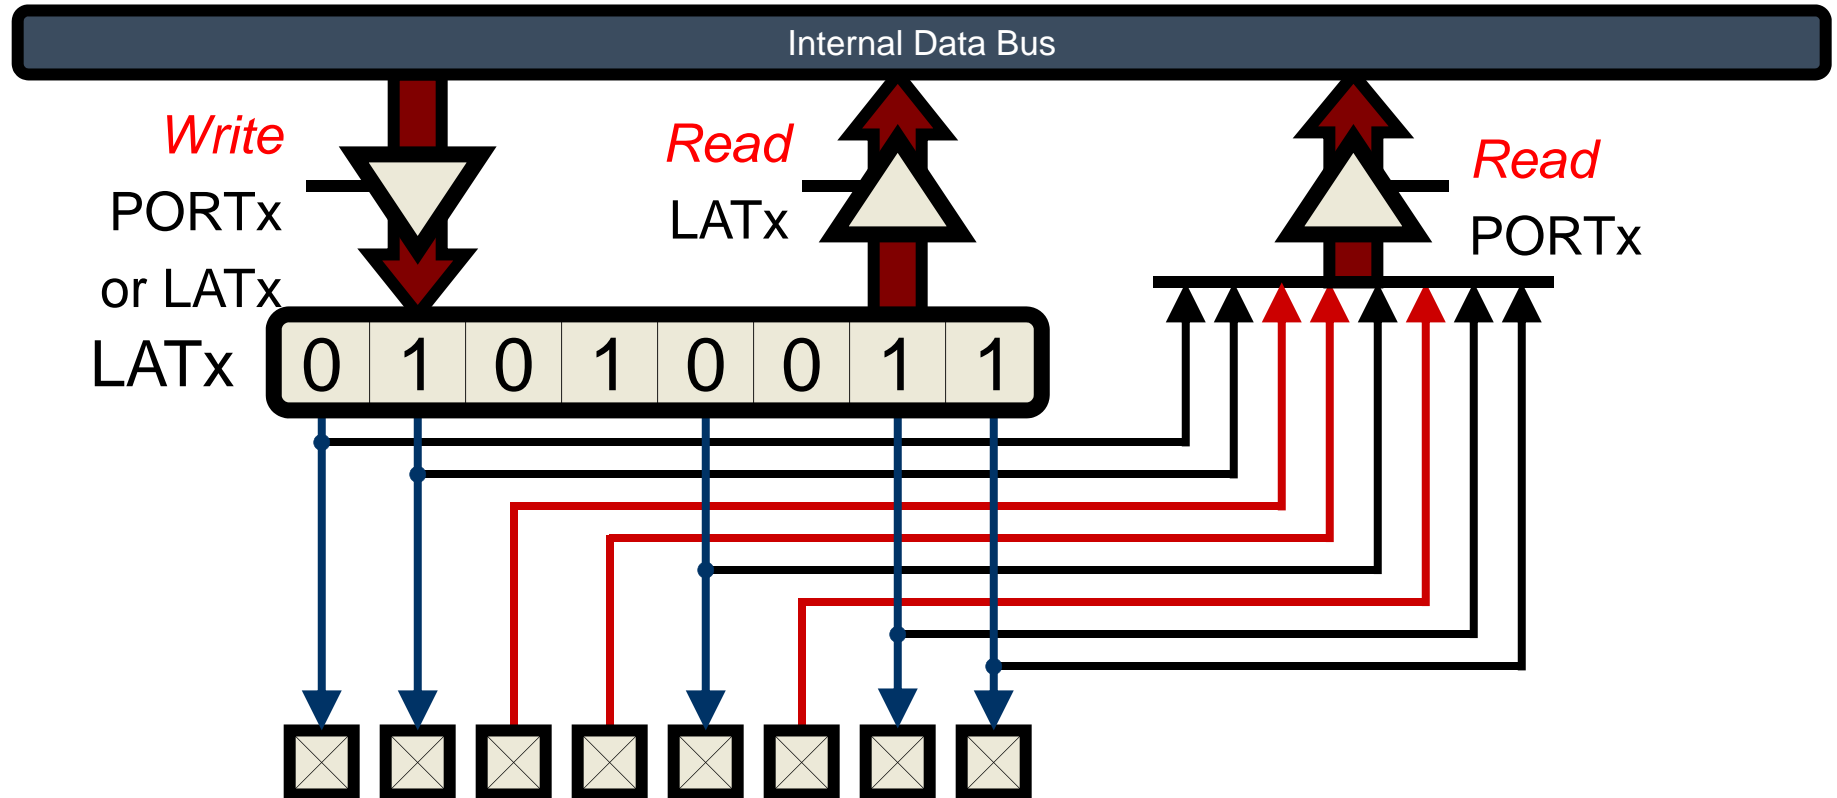 Internal Data Bus
Write
PORTx
or LATx
Read
LATx
Read
PORTx
LATx 0 1 0 1 0 0 1 1